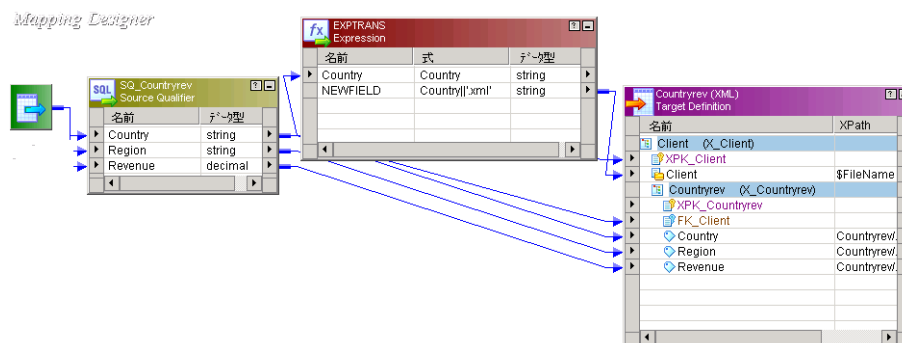 Mapping Designer
fx EXPTRANS
Expression
名前 式 ﾃﾞｰﾀ型
Country Country string
NEWFIELD Country||'.xml' string
SQL SQ_Countryrev
Source Qualifier
名前 ﾃﾞｰﾀ型
Country string
Region string
Revenue decimal
Countryrev (XML)
Target Definition
名前 XPath
Client (X_Client)
XPK_Client
Client $FileName
Countryrev (X_Countryrev)
XPK_Countryrev
FK_Client
Country Countryrev/.
Region Countryrev/.
Revenue Countryrev/.